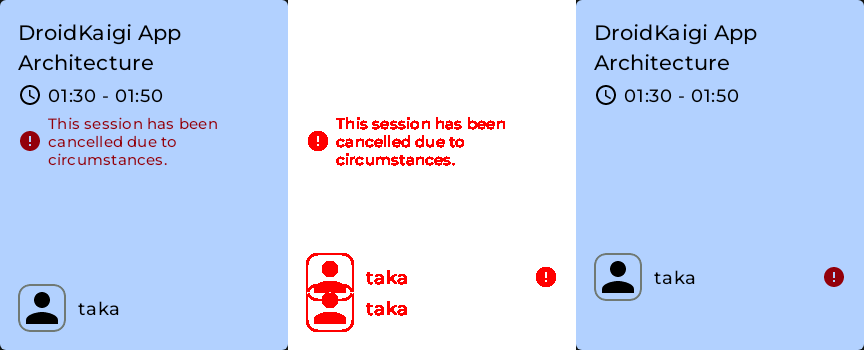 DroidKaigi App
Architecture
01:30 - 01:50
This session has been
cancelled due to
circumstances.
taka
This session has been
cancelled due to
circumstances.
taka
taka
DroidKaigi App
Architecture
01:30 - 01:50
taka